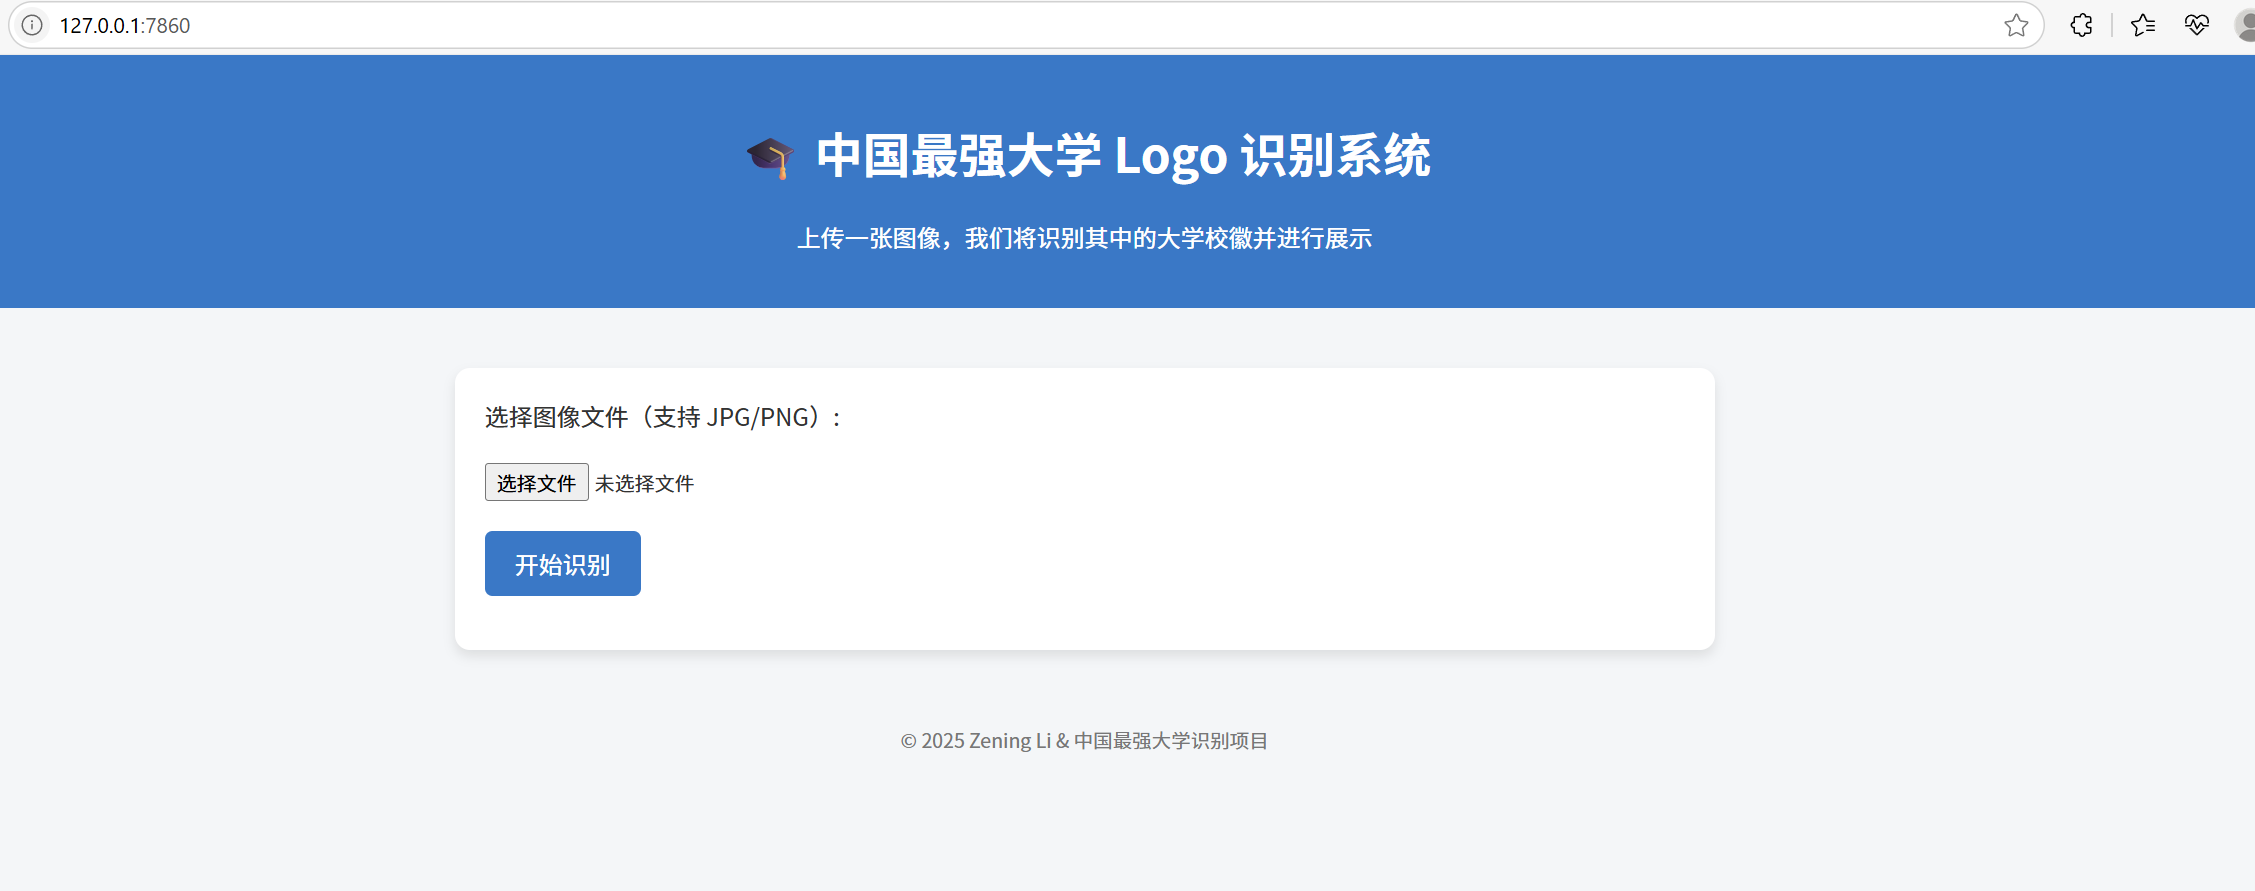 127.0.0.1:7860
🎓 中国最强大学 Logo 识别系统
上传一张图像，我们将识别其中的大学校徽并进行展示
选择图像文件（支持 JPG/PNG）：
选择文件 未选择文件
开始识别
© 2025 Zening Li & 中国最强大学识别项目